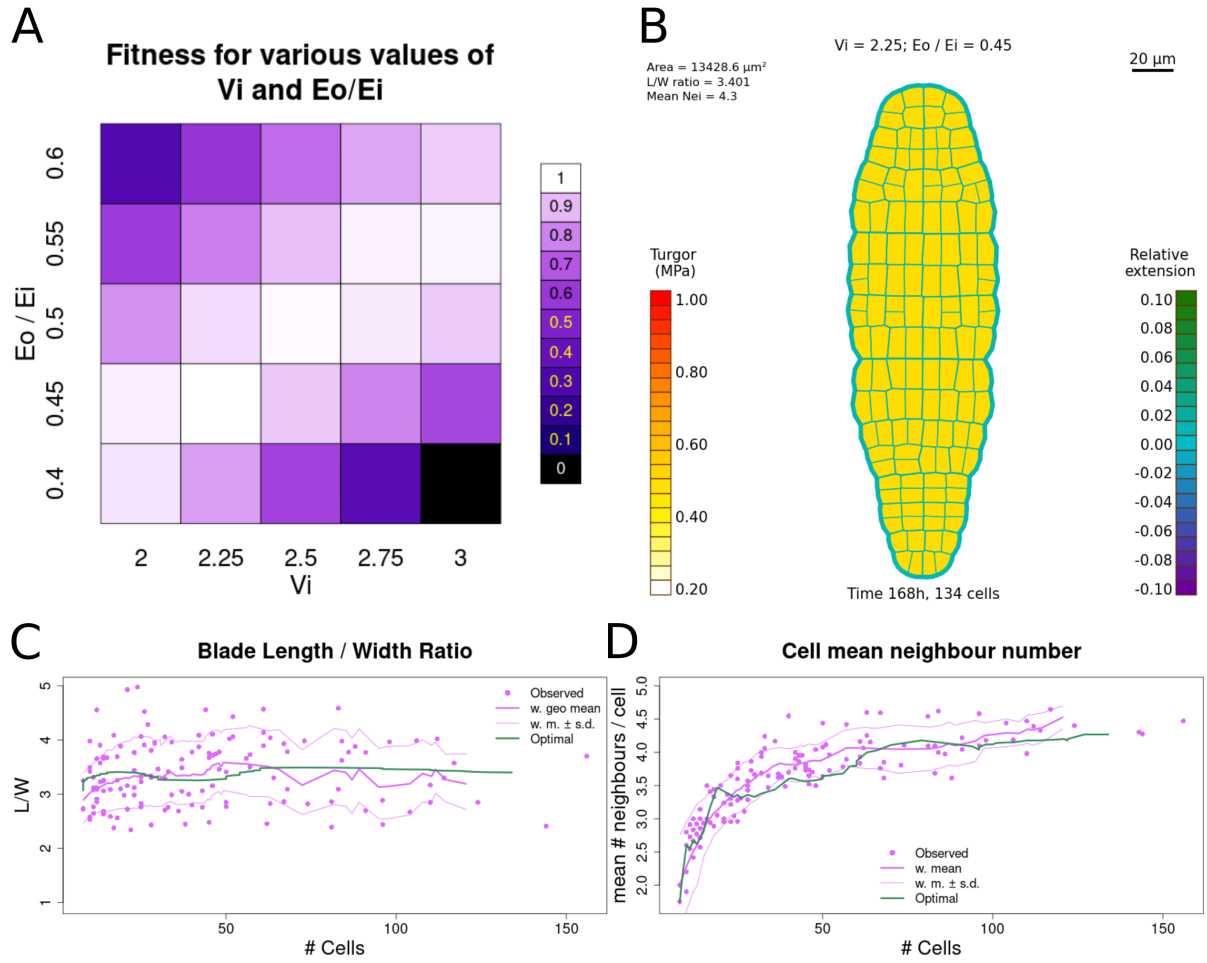 A
Fitness for various values of
Vi and Eo/Ei
Eo / Ei
0.6
0.55
0.5
0.45
0.4
2 2.25 2.5 2.75 3
Vi
1
0.9
0.8
0.7
0.6
0.5
0.4
0.3
0.2
0.1
0
B
Vi = 2.25; Eo / Ei = 0.45
Area = 13428.6 µm²
L/W ratio = 3.401
Mean Nei = 4.3
20 µm
Turgor
(MPa)
1.00
0.80
0.60
0.40
0.20
Relative
extension
0.10
0.08
0.06
0.04
0.02
0.00
-0.02
-0.04
-0.06
-0.08
-0.10
Time 168h, 134 cells
C
Blade Length / Width Ratio
L/W
5
4
3
2
1
Observed
w. geo mean
w. m. ± s.d.
Optimal
50 100 150
# Cells
D
Cell mean neighbour number
mean # neighbours / cell
5.0
4.5
4.0
3.5
3.0
2.5
2.0
Observed
w. mean
w. m. ± s.d.
Optimal
50 100 150
# Cells